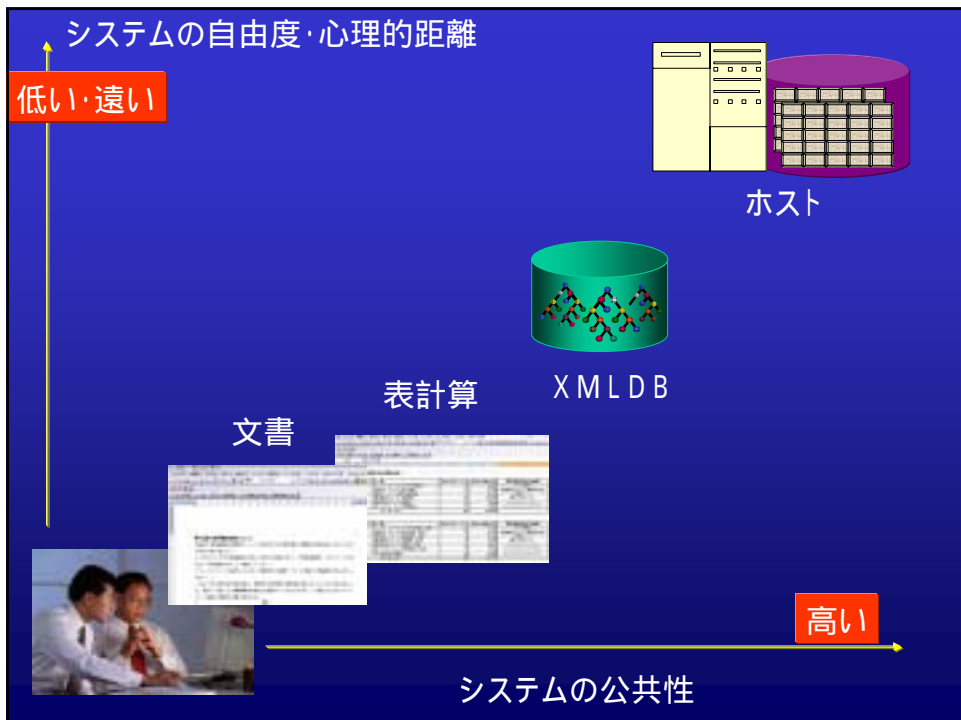 システムの自由度・心理的距離
低い・遠い
ホスト
XMLDB
表計算
文書
高い
システムの公共性